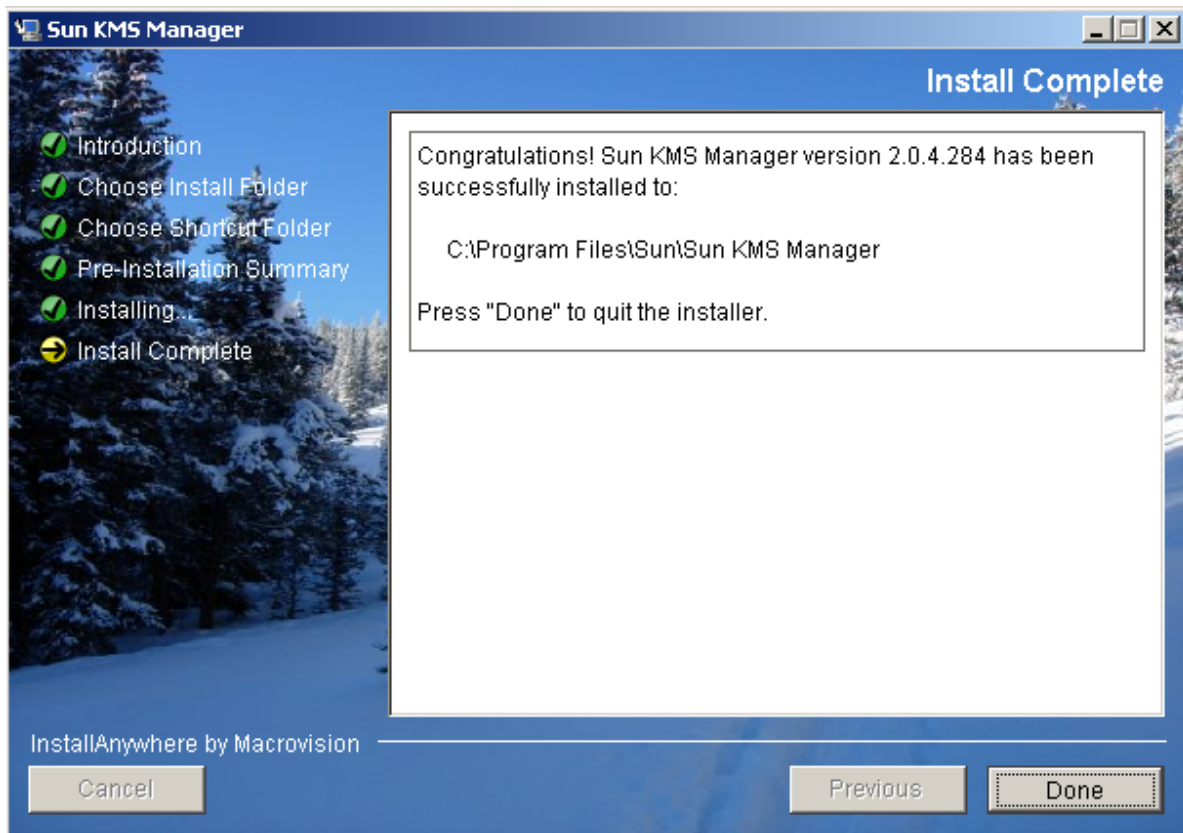 Sun KMS Manager
Install Complete
Introduction
Choose Install Folder
Choose Shortcut Folder
Pre-Installation Summary
Installing...
Install Complete
Congratulations! Sun KMS Manager version 2.0.4.284 has been
successfully installed to:
C:\Program Files\Sun\Sun KMS Manager
Press "Done" to quit the installer.
InstallAnywhere by Macrovision
Cancel
Previous
Done